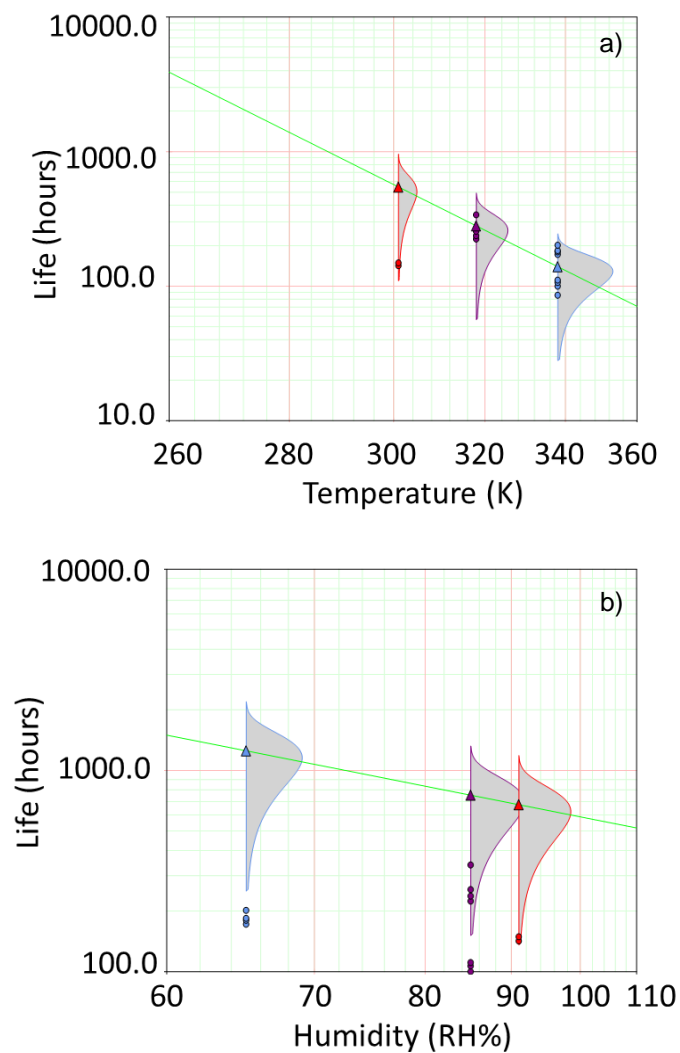 10000.0
a)
1000.0
100.0
10.0
Life (hours)
260 280 300 320 340 360
Temperature (K)
10000.0
b)
1000.0
100.0
Life (hours)
60 70 80 90 100 110
Humidity (RH%)